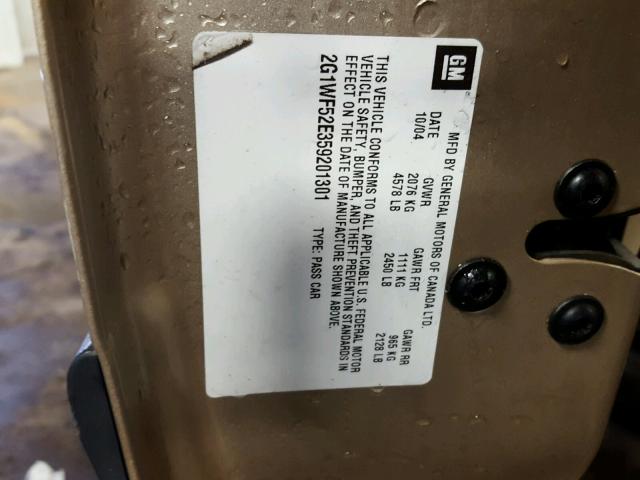 GM
MFD BY GENERAL MOTORS OF CANADA LTD.
DATE GVWR GAWR FRT GAWR RR
10/04 2076 KG 1111 KG 965 KG
4578 LB 2450 LB 2128 LB
THIS VEHICLE CONFORMS TO ALL APPLICABLE U.S. FEDERAL MOTOR
VEHICLE SAFETY, BUMPER, AND THEFT PREVENTION STANDARDS IN
EFFECT ON THE DATE OF MANUFACTURE SHOWN ABOVE.
2G1WF52E359201301 TYPE: PASS CAR